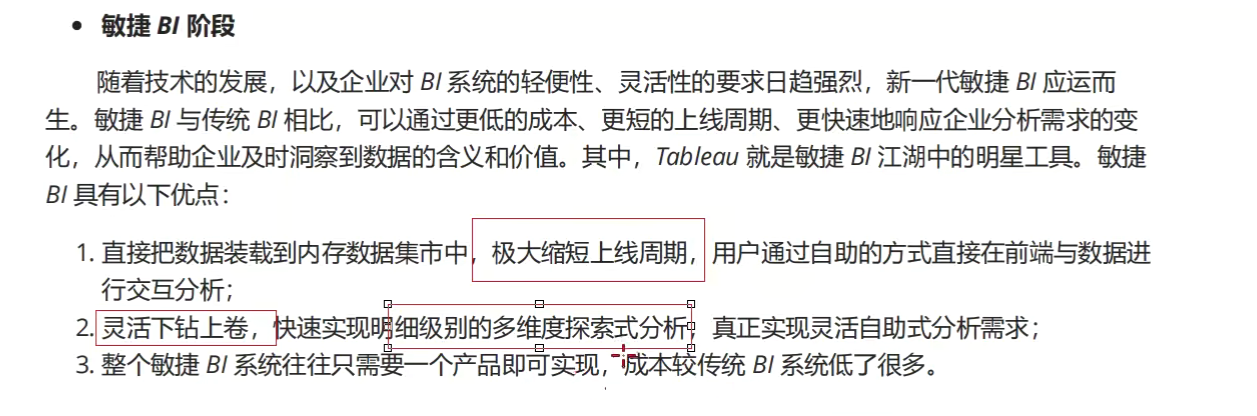 • 敏捷 BI 阶段
随着技术的发展，以及企业对 BI 系统的轻便性、灵活性的要求日趋强烈，新一代敏捷 BI 应运而
生。敏捷 BI 与传统 BI 相比，可以通过更低的成本、更短的上线周期、更快速地响应企业分析需求的变
化，从而帮助企业及时洞察到数据的含义和价值。其中，Tableau 就是敏捷 BI 江湖中的明星工具。敏捷
BI 具有以下优点：
1. 直接把数据装载到内存数据集市中，极大缩短上线周期，用户通过自助的方式直接在前端与数据进
行交互分析；
2. 灵活下钻上卷，快速实现明细级别的多维度探索式分析，真正实现灵活自助式分析需求；
3. 整个敏捷 BI 系统往往只需要一个产品即可实现，成本较传统 BI 系统低了很多。